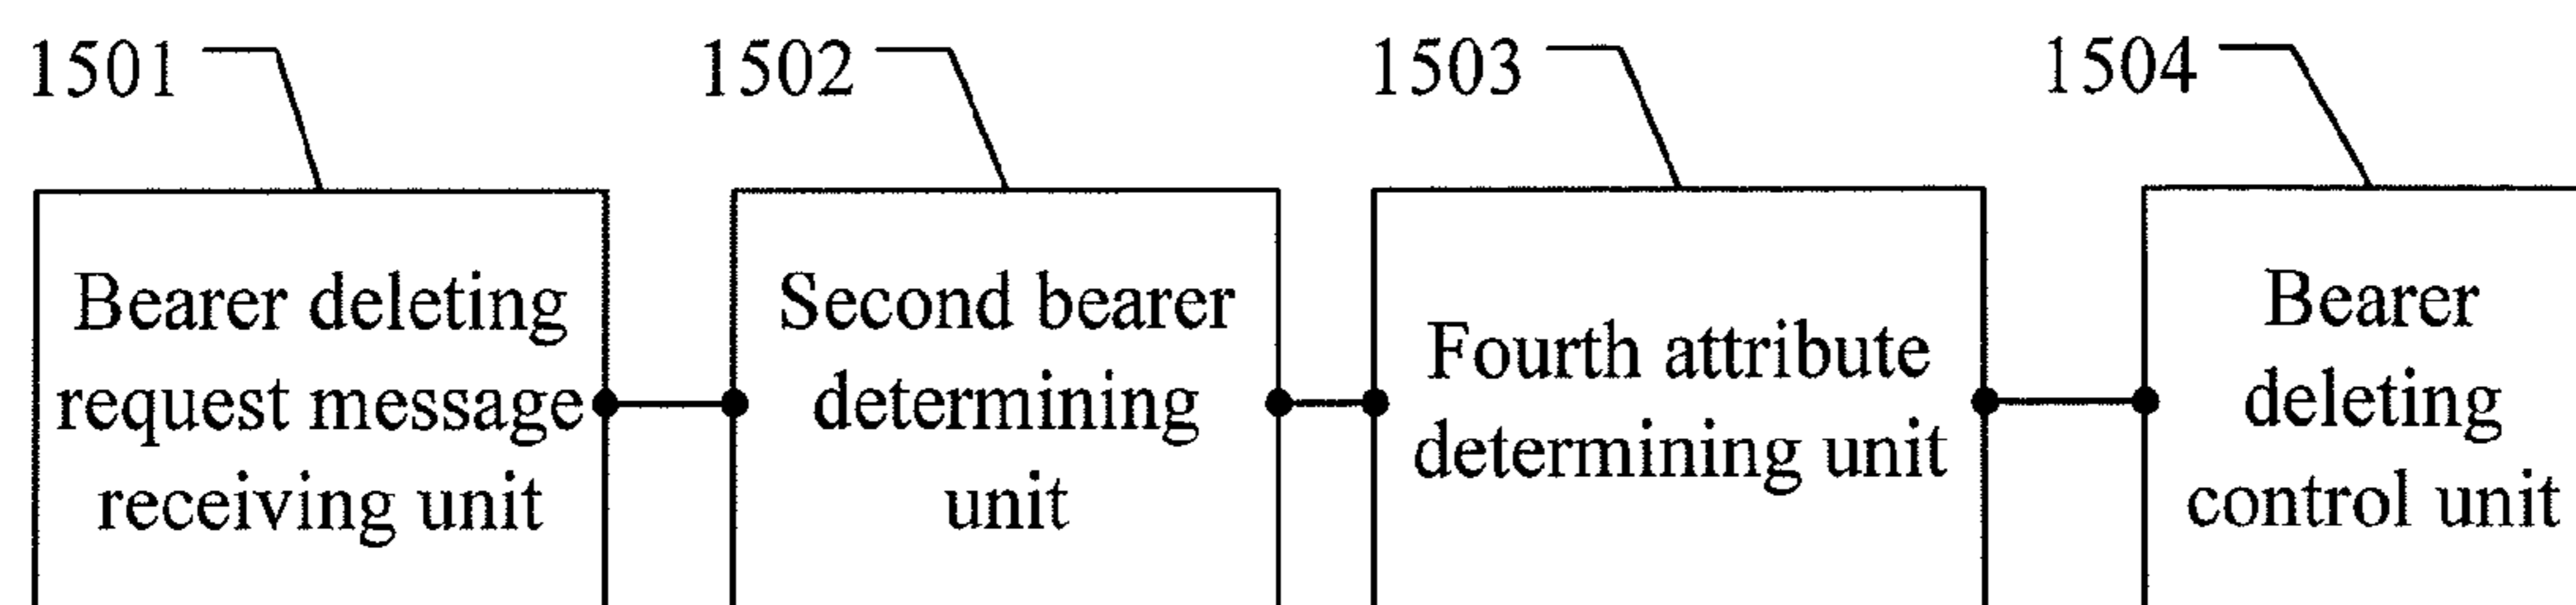 1501
1502
1503
1504
Bearer deleting
request message
receiving unit
Second bearer
determining
unit
Fourth attribute
determining unit
Bearer
deleting
control unit